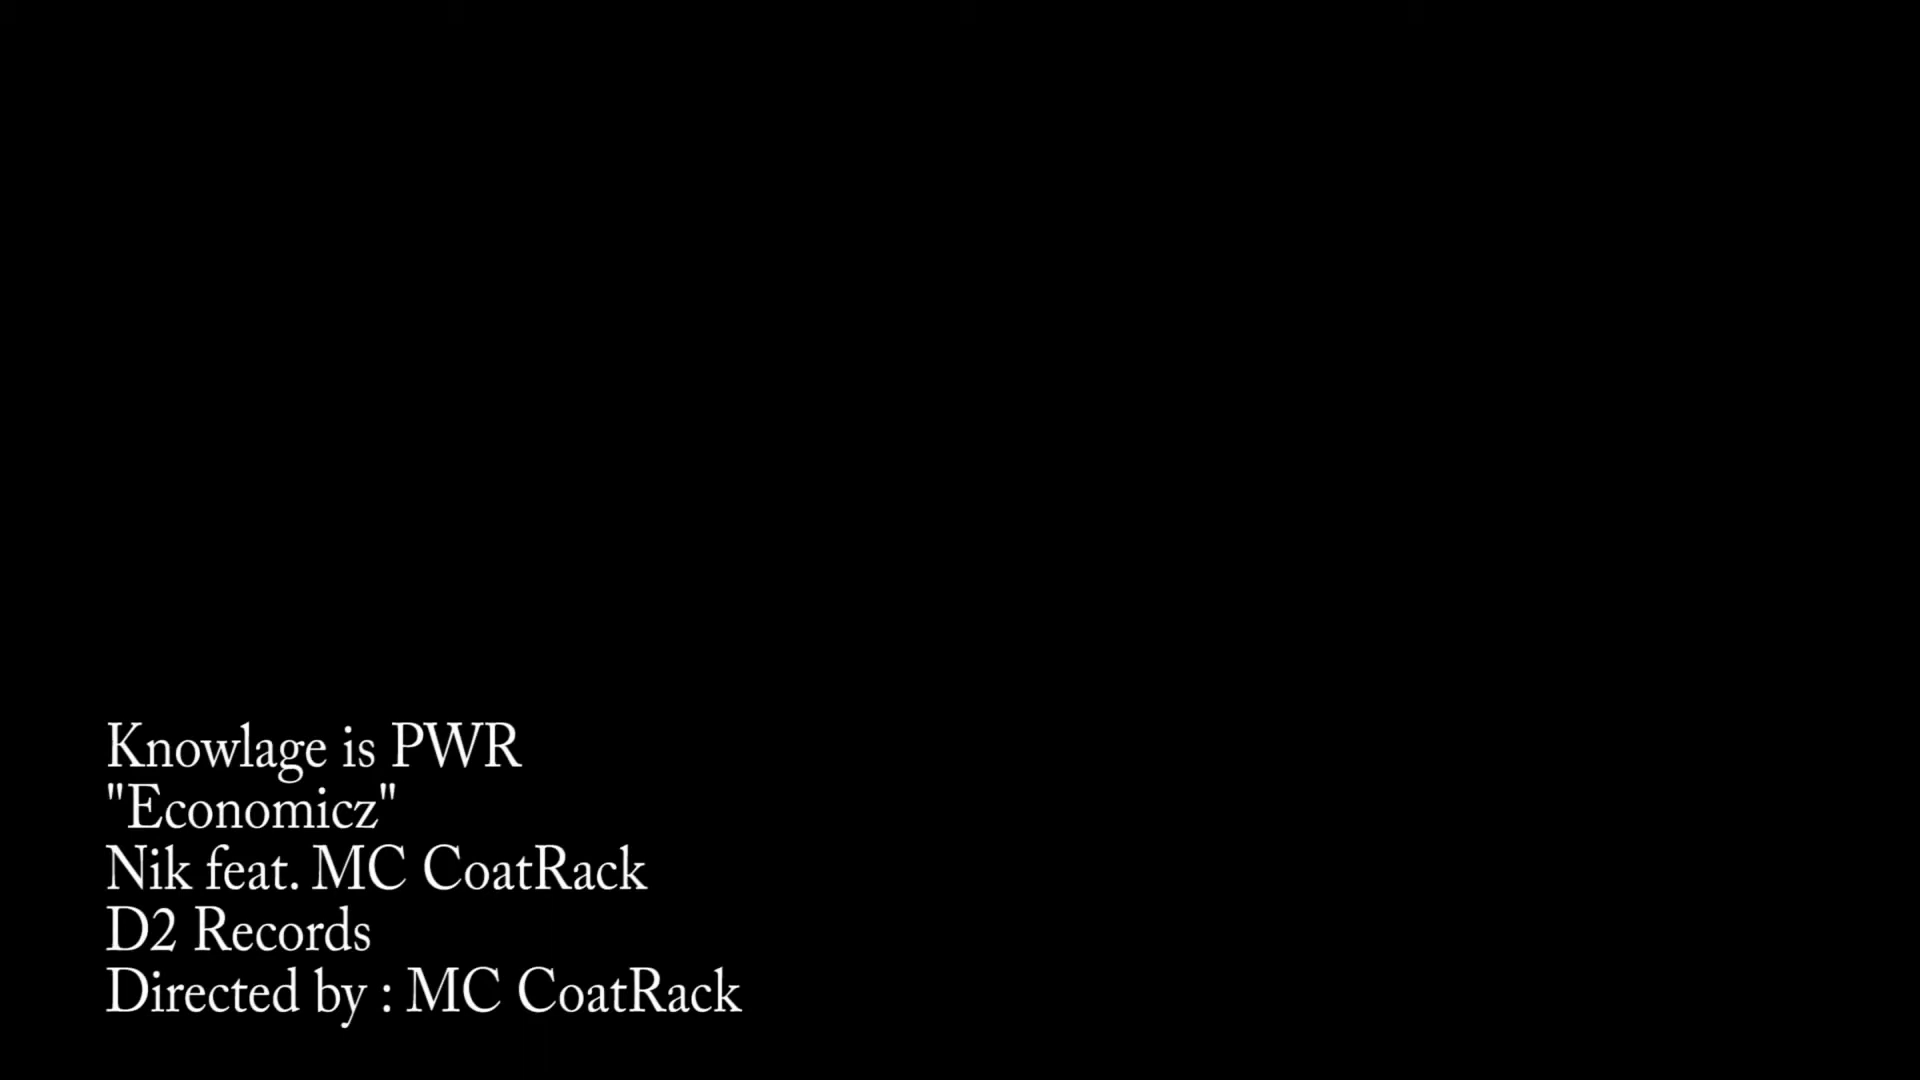 Knowlage is PWR
"Economicz"
Nik feat. MC CoatRack
D2 Records
Directed by : MC CoatRack